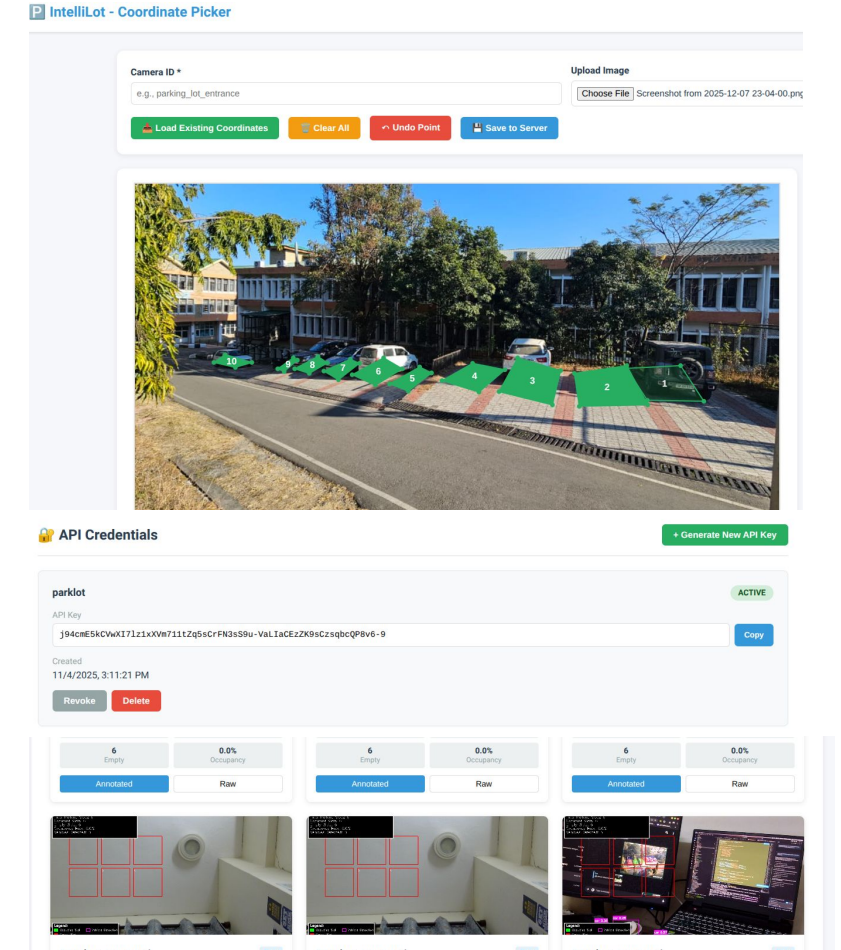 P IntelliLot - Coordinate Picker
Camera ID *
Upload Image
e.g., parking_lot_entrance
Choose File Screenshot from 2025-12-07 23-04-00.png
Load Existing Coordinates Clear All Undo Point Save to Server
10 9 8 7 6 5 4 3 2 1
API Credentials
+ Generate New API Key
parklot
ACTIVE
API Key
j94cmE5kCVwXI7lz1xXVm711tZq5sCrFN3sS9u-VaLIaCEzZK9sCzsqbcQP8v6-9
Copy
Created
11/4/2025, 3:11:21 PM
Revoke Delete
6 0.0% 6 0.0% 6 0.0%
Empty Occupancy Empty Occupancy Empty Occupancy
Annotated Raw Annotated Raw Annotated Raw